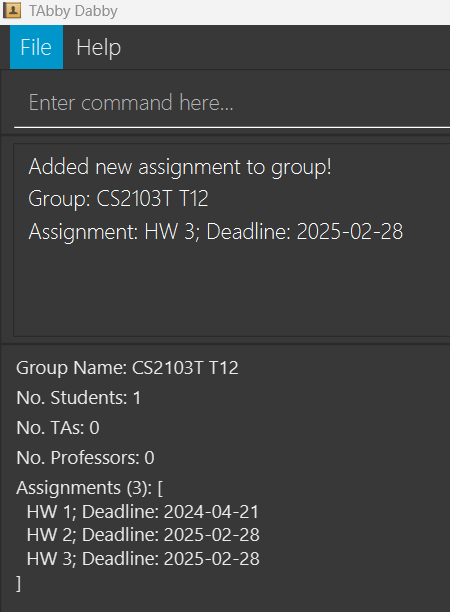 TAbby Dabby
File Help
Enter command here...
Added new assignment to group!
Group: CS2103T T12
Assignment: HW 3; Deadline: 2025-02-28
Group Name: CS2103T T12
No. Students: 1
No. TAs: 0
No. Professors: 0
Assignments (3): [
HW 1; Deadline: 2024-04-21
HW 2; Deadline: 2025-02-28
HW 3; Deadline: 2025-02-28
]